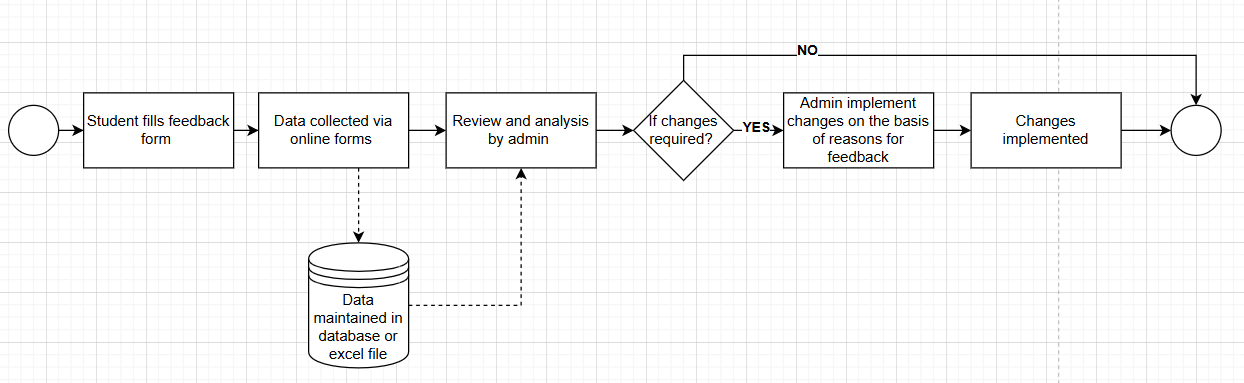 NO
Student fills feedback
form
Data collected via
online forms
Review and analysis
by admin
If changes
required?
YES
Admin implement
changes on the basis
of reasons for
feedback
Changes
implemented
Data
maintained in
database or
excel file